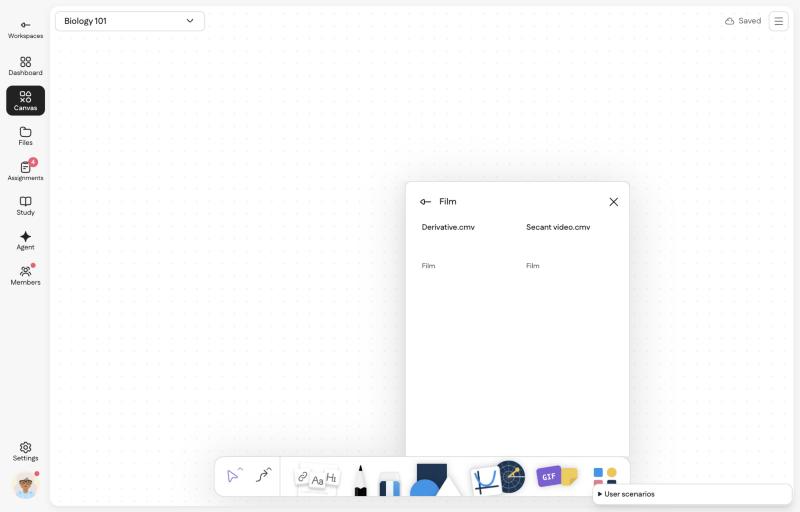 Biology 101
Saved
Workspaces
Dashboard
Canvas
Files
4
Assignments
Study
Agent
Members
Film
Derivative.cmv
Secant video.cmv
Film
Film
Settings
Aa
H1
GIF
User scenarios